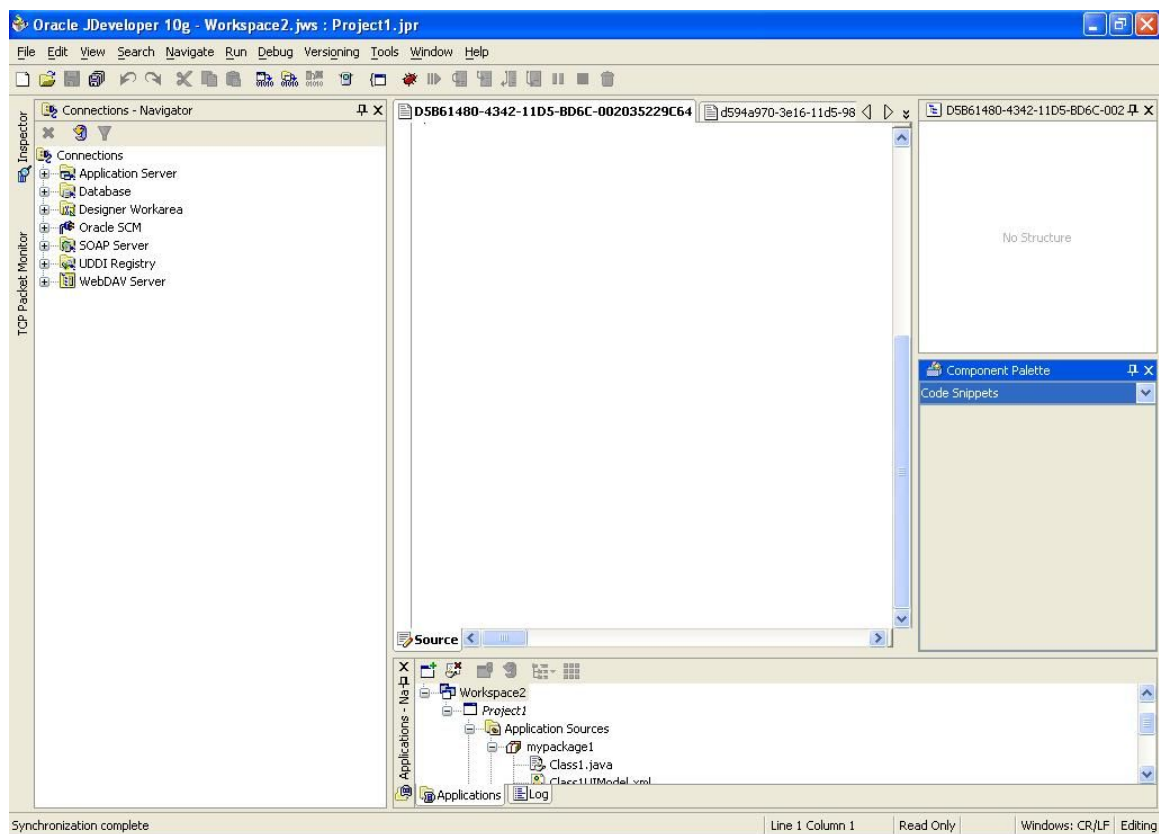 Oracle JDeveloper 10g - Workspace2.jws : Project1.jpr
File Edit View Search Navigate Run Debug Versioning Tools Window Help
Inspector
TCP Packet Monitor
Connections - Navigator
Connections
Application Server
Database
Designer Workarea
Oracle SCM
SOAP Server
UDDI Registry
WebDAV Server
D5B61480-4342-11D5-BD6C-002035229C64
d594a970-3e16-11d5-98
Source
D5B61480-4342-11D5-BD6C-002
No Structure
Component Palette
Code Snippets
Applications - Na
Workspace2
Project1
Application Sources
mypackage1
Class1.java
Class1UIModel.xml
Applications
Log
Synchronization complete
Line 1 Column 1
Read Only
Windows: CR/LF
Editing